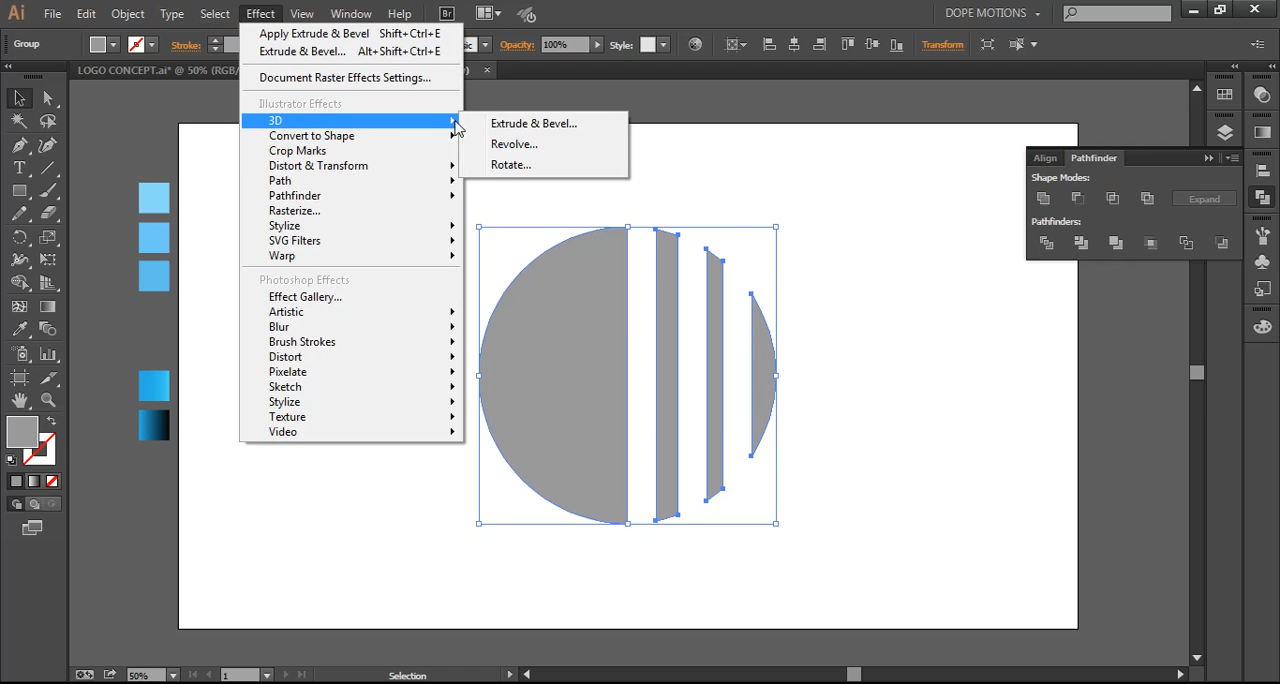 Ai File Edit Object Type Select Effect View Window Help Br DOPE MOTIONS
Group Stroke: Opacity: 100% Style: Transform
LOGO CONCEPT.ai* @ 50% (RGB/
Apply Extrude & Bevel Shift+Ctrl+E
Extrude & Bevel... Alt+Shift+Ctrl+E
Document Raster Effects Settings...
Illustrator Effects
3D
Convert to Shape
Crop Marks
Distort & Transform
Path
Pathfinder
Rasterize...
Stylize
SVG Filters
Warp
Photoshop Effects
Effect Gallery...
Artistic
Blur
Brush Strokes
Distort
Pixelate
Sketch
Stylize
Texture
Video
Extrude & Bevel...
Revolve...
Rotate...
Align Pathfinder
Shape Modes:
Expand
Pathfinders:
50% 1 Selection